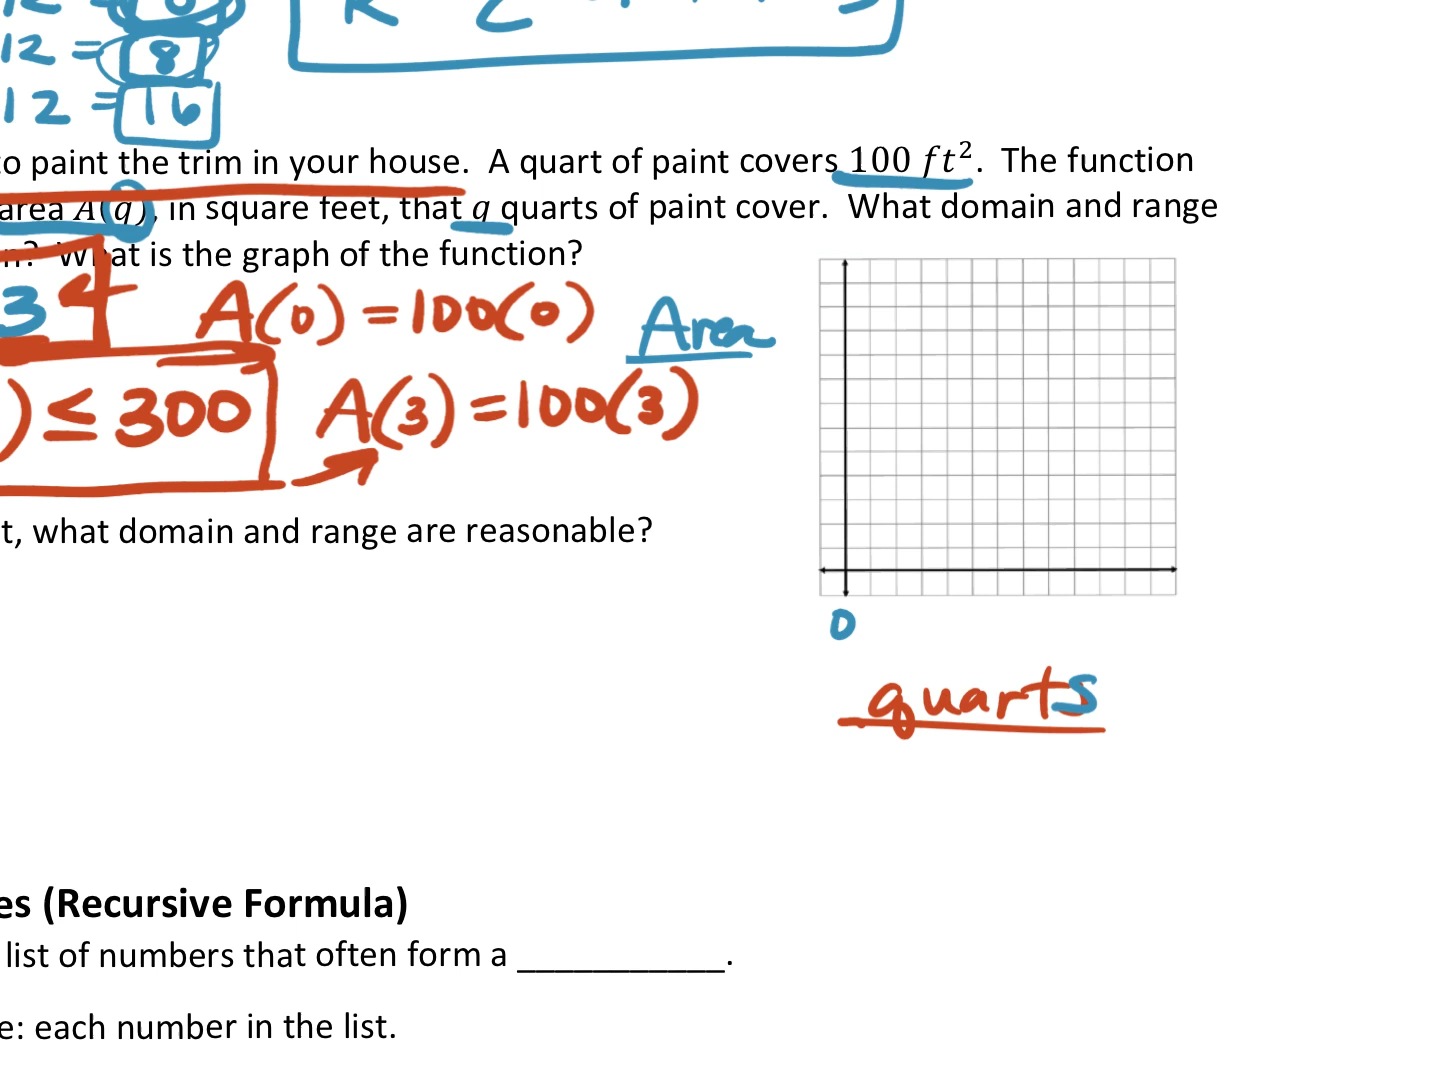 12 =
12 = 8
12 = 16
to paint the trim in your house. A quart of paint covers 100 ft². The function
area A(q), in square feet, that q quarts of paint cover. What domain and range
n? What is the graph of the function?
3 4 A(0) = 100(0) Area
) ≤ 300 A(3) = 100(3)
t, what domain and range are reasonable?
0
quarts
es (Recursive Formula)
list of numbers that often form a ___________.
e: each number in the list.